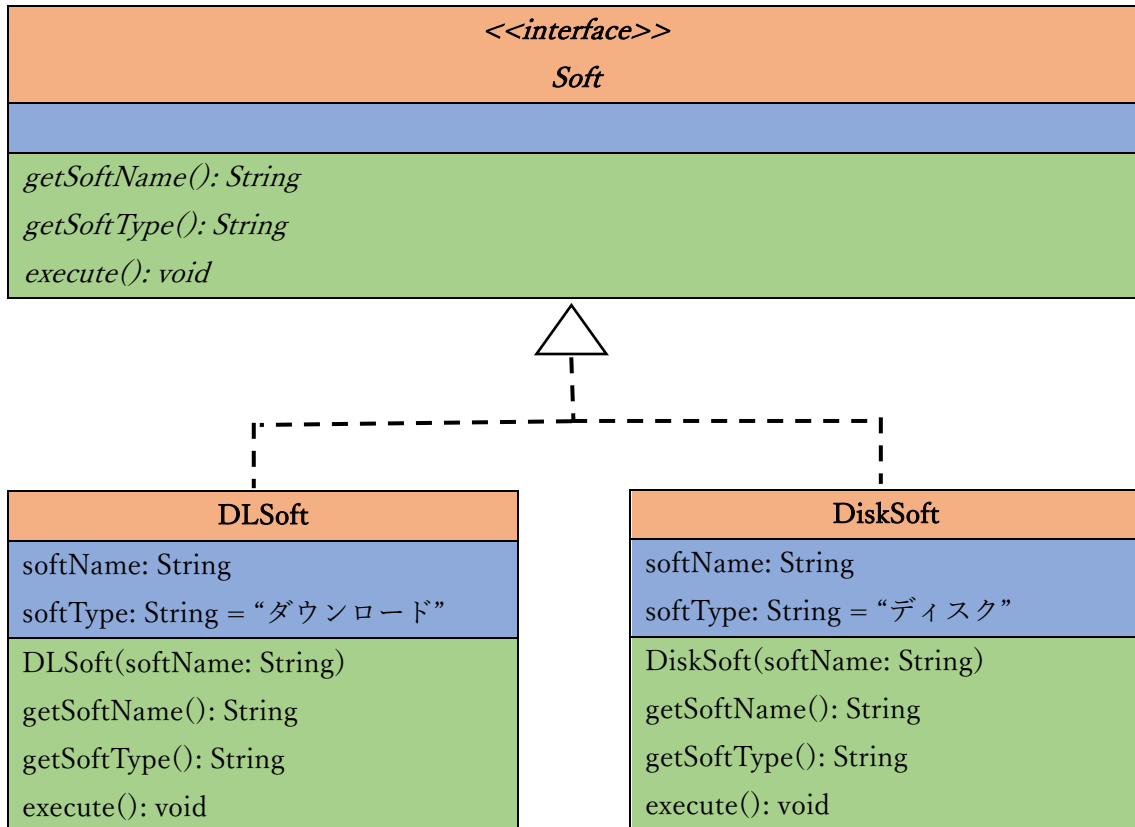 <<interface>>
Soft
getSoftName(): String
getSoftType(): String
execute(): void
DLSoft
softName: String
softType: String = “ダウンロード”
DLSoft(softName: String)
getSoftName(): String
getSoftType(): String
execute(): void
DiskSoft
softName: String
softType: String = “ディスク”
DiskSoft(softName: String)
getSoftName(): String
getSoftType(): String
execute(): void